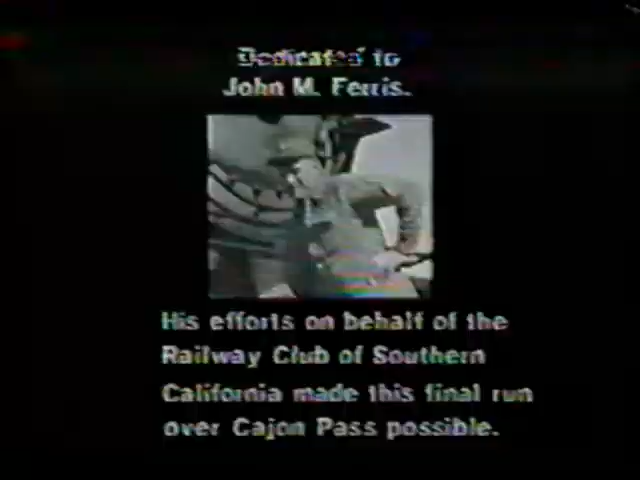 Dedicated to
John M. Ferris.
His efforts on behalf of the
Railway Club of Southern
California made this final run
over Cajon Pass possible.